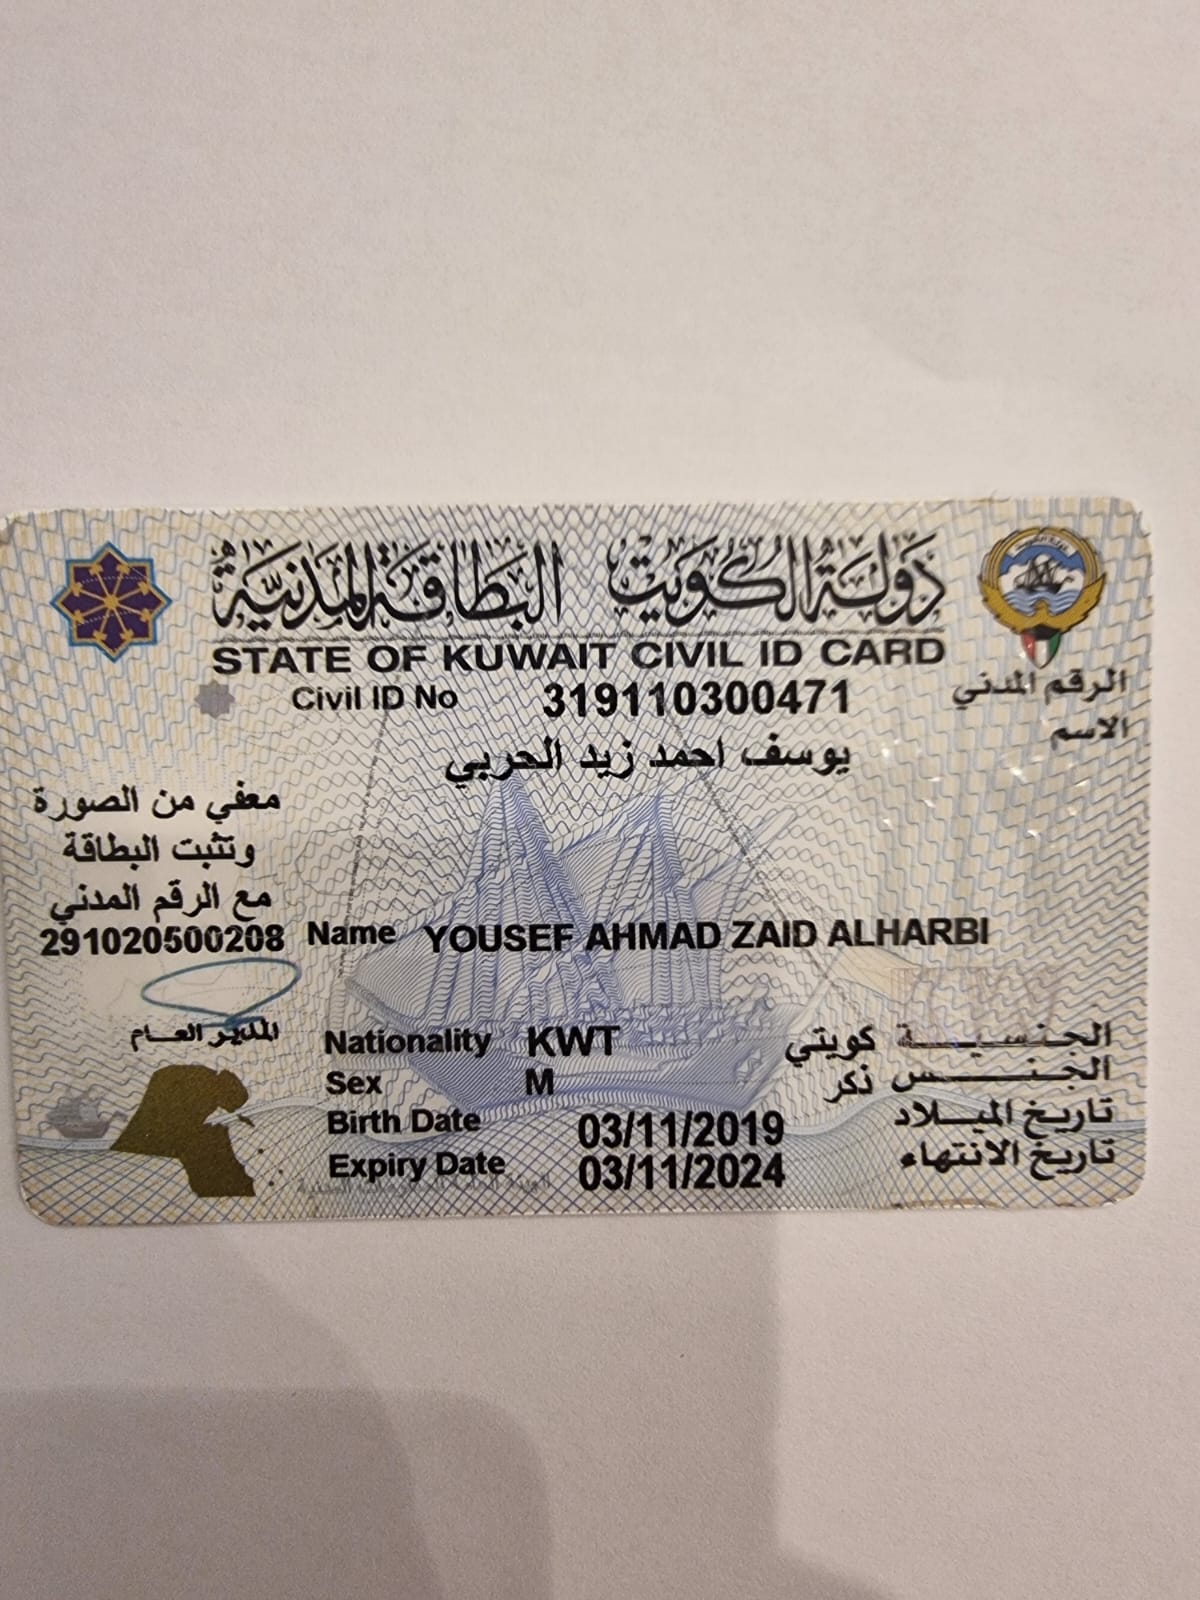 دولة الكويت البطاقة المدنية
STATE OF KUWAIT CIVIL ID CARD
Civil ID No 319110300471 الرقم المدني
الاسم
يوسف احمد زيد الحربي
معفي من الصورة
وتثبت البطاقة
مع الرقم المدني
291020500208
Name YOUSEF AHMAD ZAID ALHARBI
المدير العام
Nationality KWT كويتي الجنسية
Sex M ذكر الجنس
Birth Date 03/11/2019 تاريخ الميلاد
Expiry Date 03/11/2024 تاريخ الانتهاء